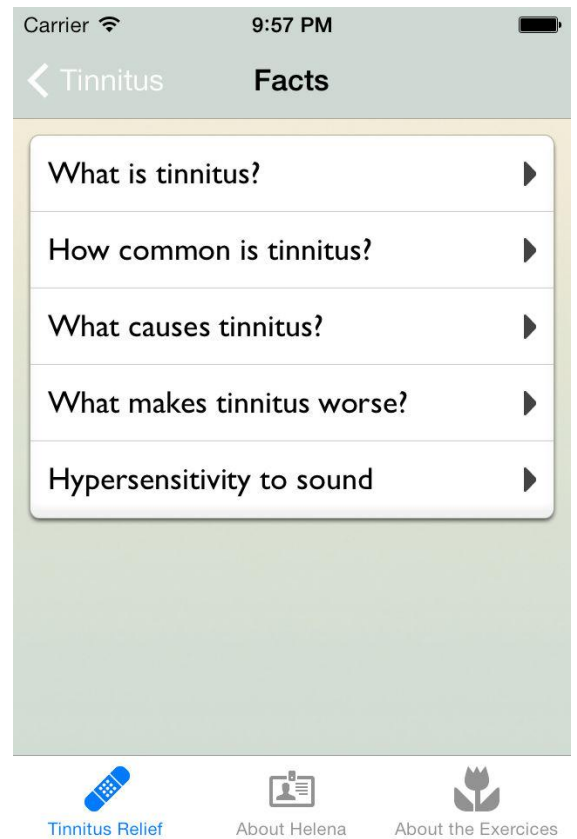 Carrier 9:57 PM
Tinnitus Facts
What is tinnitus?
How common is tinnitus?
What causes tinnitus?
What makes tinnitus worse?
Hypersensitivity to sound
Tinnitus Relief About Helena About the Exercices